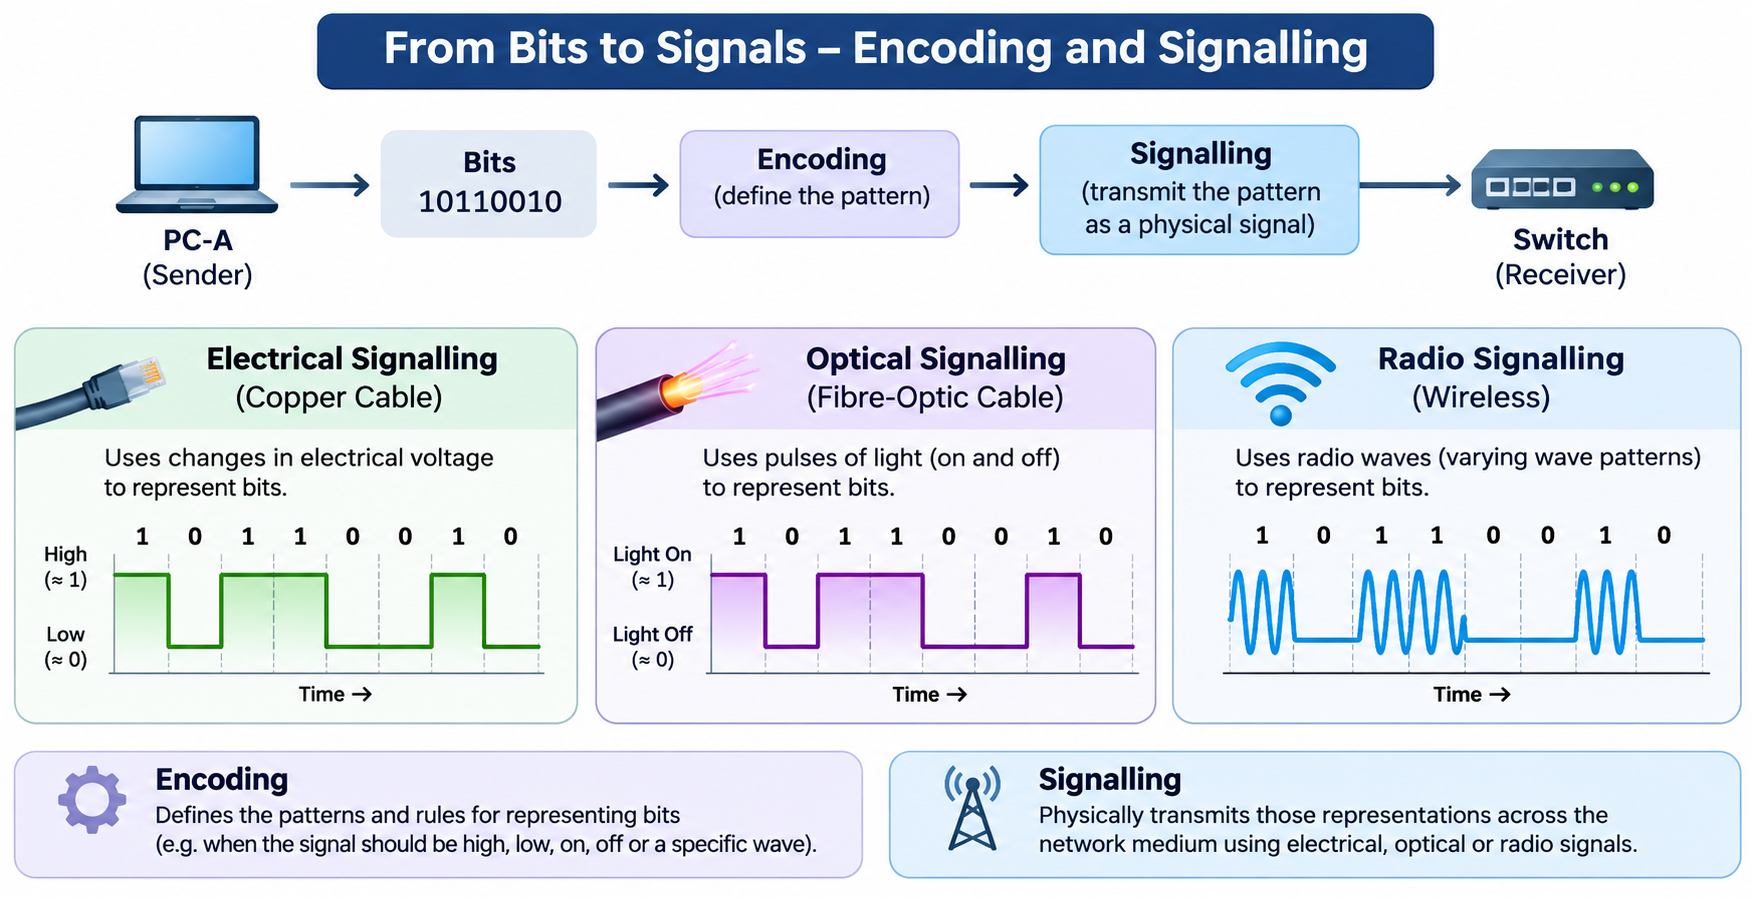 From Bits to Signals – Encoding and Signalling
PC-A
(Sender)
Bits
10110010
Encoding
(define the pattern)
Signalling
(transmit the pattern
as a physical signal)
Switch
(Receiver)
Electrical Signalling
(Copper Cable)
Uses changes in electrical voltage
to represent bits.
1 0 1 1 0 0 1 0
High
(≈ 1)
Low
(≈ 0)
Time →
Optical Signalling
(Fibre-Optic Cable)
Uses pulses of light (on and off)
to represent bits.
1 0 1 1 0 0 1 0
Light On
(≈ 1)
Light Off
(≈ 0)
Time →
Radio Signalling
(Wireless)
Uses radio waves (varying wave patterns)
to represent bits.
1 0 1 1 0 0 1 0
Time →
Encoding
Defines the patterns and rules for representing bits
(e.g. when the signal should be high, low, on, off or a specific wave).
Signalling
Physically transmits those representations across the
network medium using electrical, optical or radio signals.